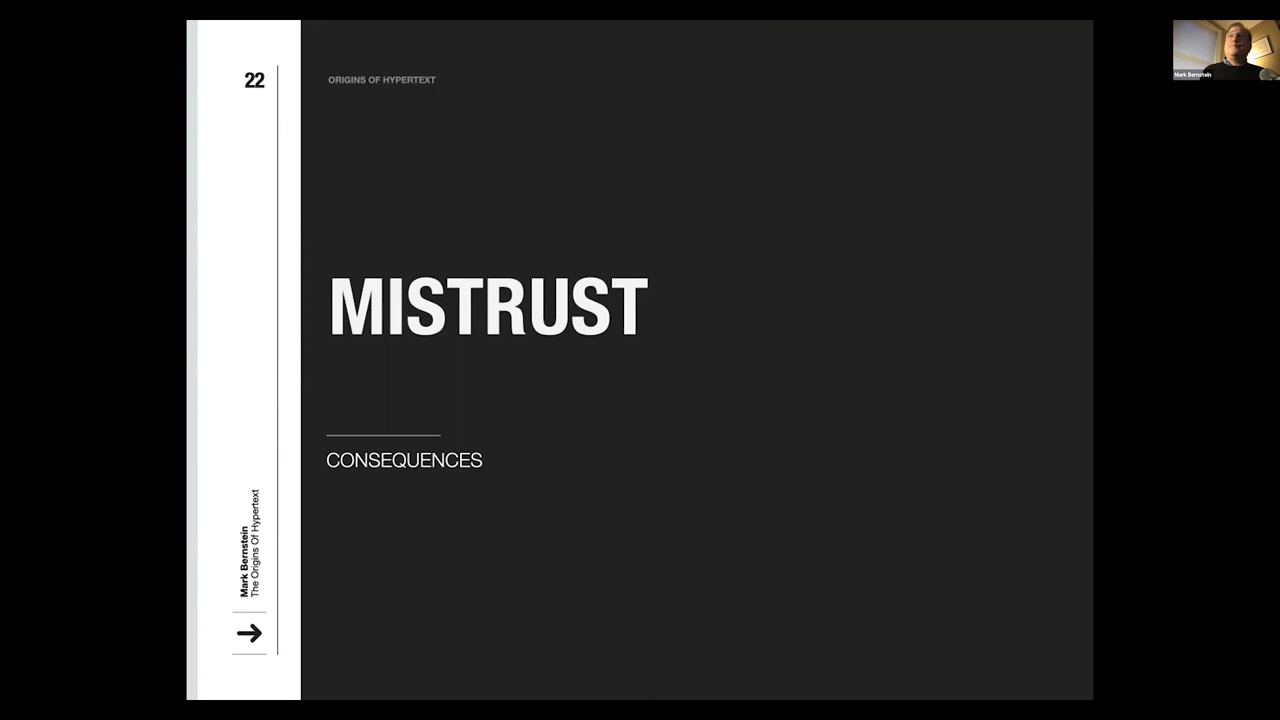 22
ORIGINS OF HYPERTEXT
MISTRUST
CONSEQUENCES
Mark Bernstein
The Origins Of Hypertext
Mark Bernstein